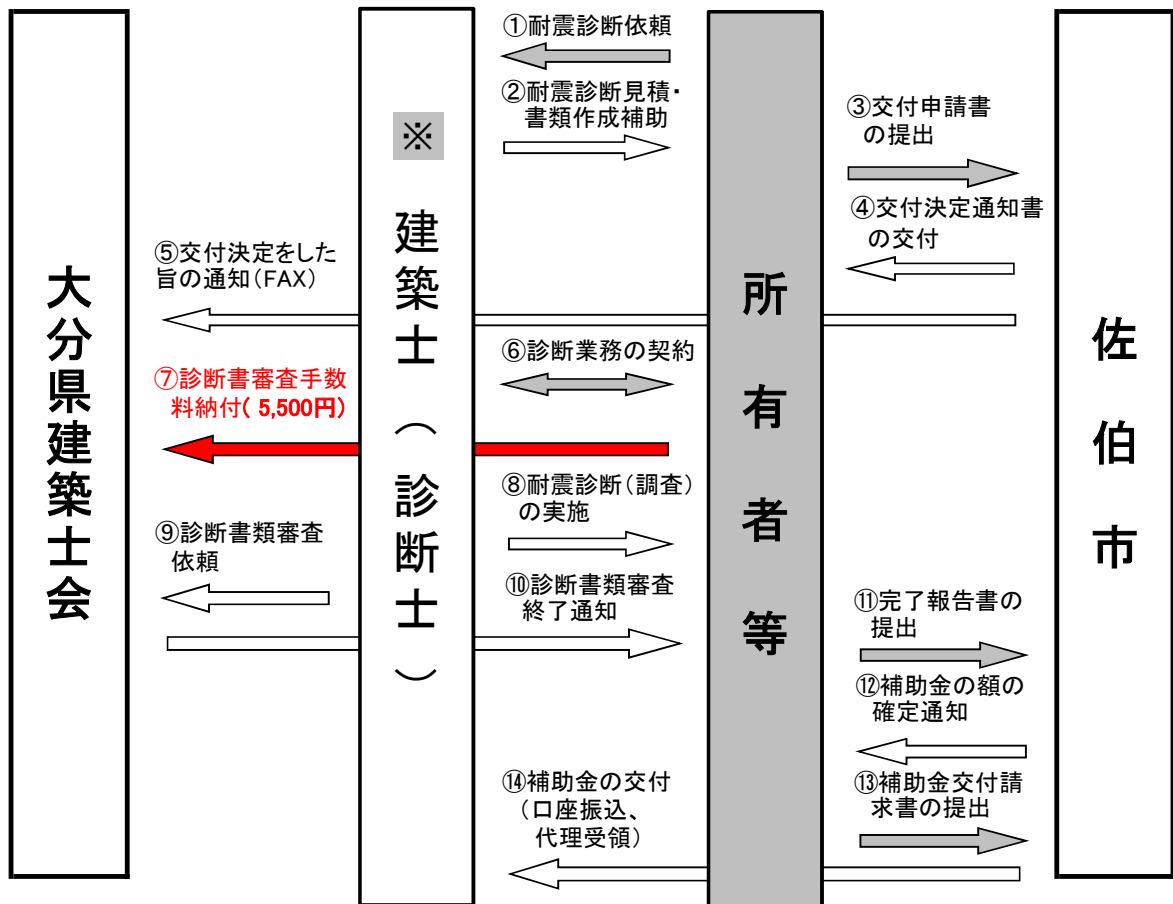 ①耐震診断依頼
②耐震診断見積・
書類作成補助
③交付申請書
の提出
④交付決定通知書
の交付
⑤交付決定をした
旨の通知(FAX)
⑥診断業務の契約
⑦診断書審査手数
料納付( 5,500円)
⑧耐震診断(調査)
の実施
⑨診断書類審査
依頼
⑩診断書類審査
終了通知
⑪完了報告書の
提出
⑫補助金の額の
確定通知
⑬補助金交付請
求書の提出
⑭補助金の交付
(口座振込、
代理受領)
大分県建築士会
※
建築士(診断士)
所有者等
佐伯市